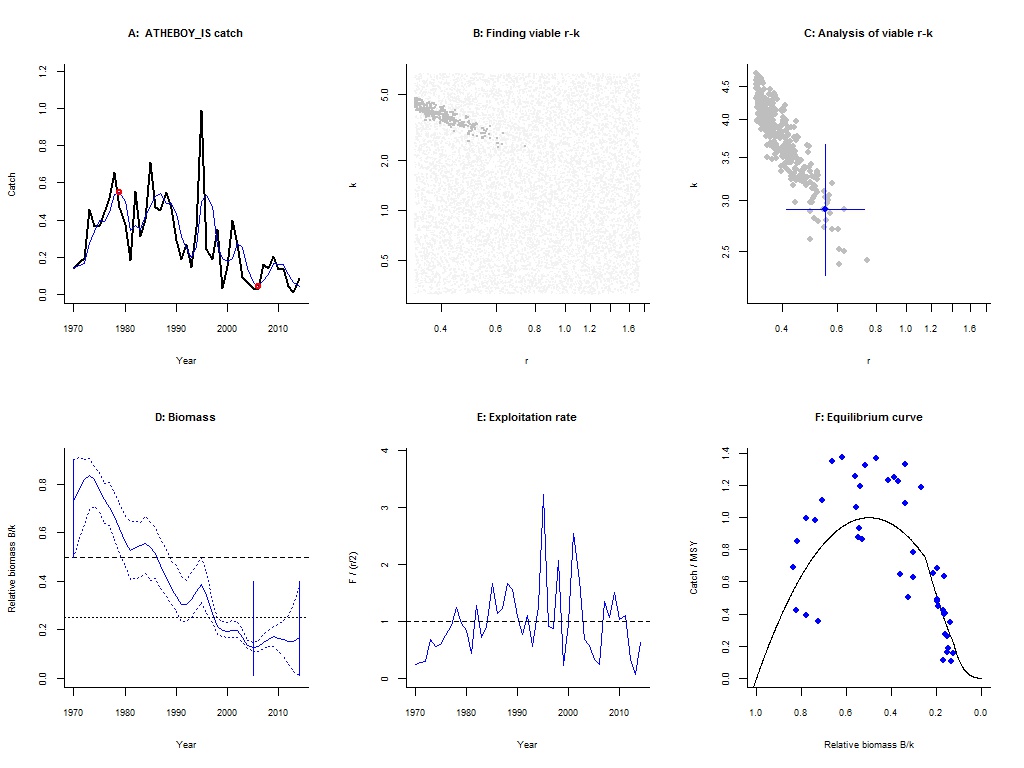 A: ATHEBOY_IS catch
Catch
0.0 0.2 0.4 0.6 0.8 1.0 1.2
1970 1980 1990 2000 2010
Year
B: Finding viable r-k
k
0.5 1.0 2.0 5.0
0.4 0.6 0.8 1.0 1.2 1.6
r
C: Analysis of viable r-k
k
2.5 3.0 3.5 4.0 4.5
0.4 0.6 0.8 1.0 1.2 1.6
r
D: Biomass
Relative biomass B/k
0.0 0.2 0.4 0.6 0.8
1970 1980 1990 2000 2010
Year
E: Exploitation rate
F / (r/2)
0 1 2 3 4
1970 1980 1990 2000 2010
Year
F: Equilibrium curve
Catch / MSY
0.0 0.2 0.4 0.6 0.8 1.0 1.2 1.4
1.0 0.8 0.6 0.4 0.2 0.0
Relative biomass B/k